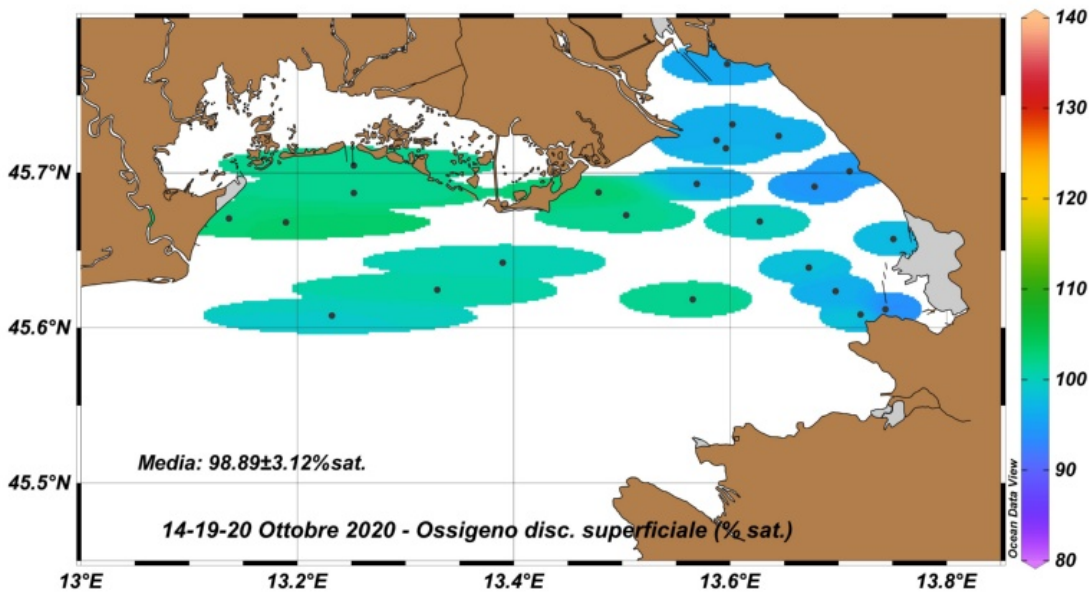 140
130
120
110
100
90
80
45.7°N
45.6°N
45.5°N
Media: 98.89±3.12%sat.
14-19-20 Ottobre 2020 - Ossigeno disc. superficiale (% sat.)
Ocean Data View
13°E 13.2°E 13.4°E 13.6°E 13.8°E